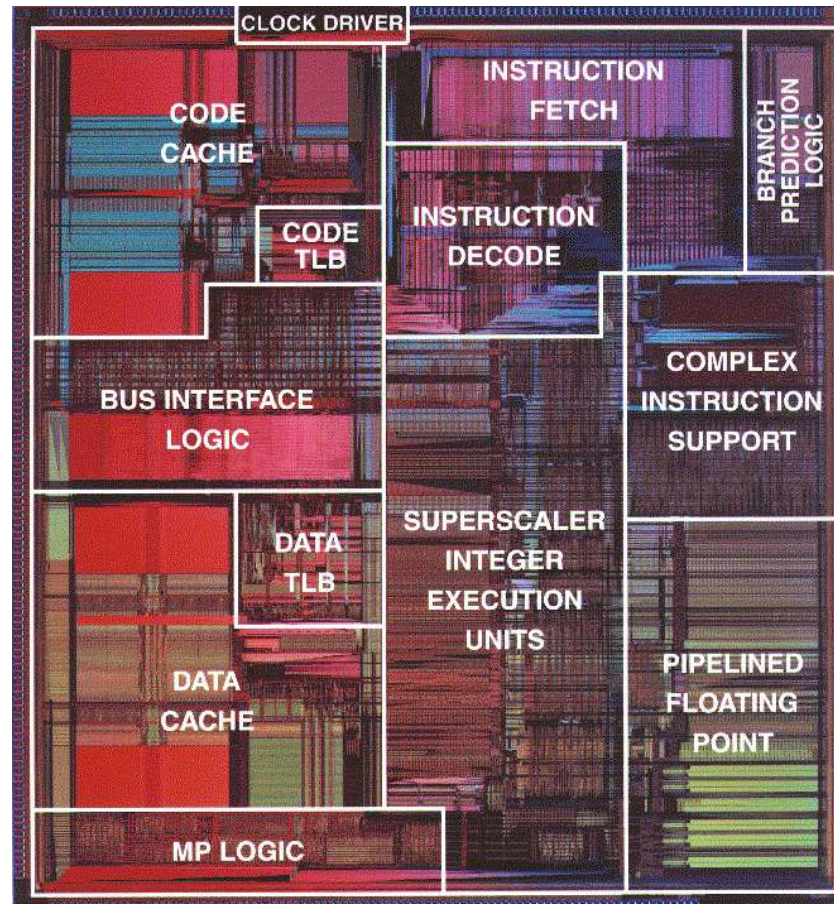 CLOCK DRIVER
CODE
CACHE
INSTRUCTION
FETCH
BRANCH
PREDICTION
LOGIC
CODE
TLB
INSTRUCTION
DECODE
BUS INTERFACE
LOGIC
COMPLEX
INSTRUCTION
SUPPORT
DATA
TLB
SUPERSCALER
INTEGER
EXECUTION
UNITS
DATA
CACHE
PIPELINED
FLOATING
POINT
MP LOGIC